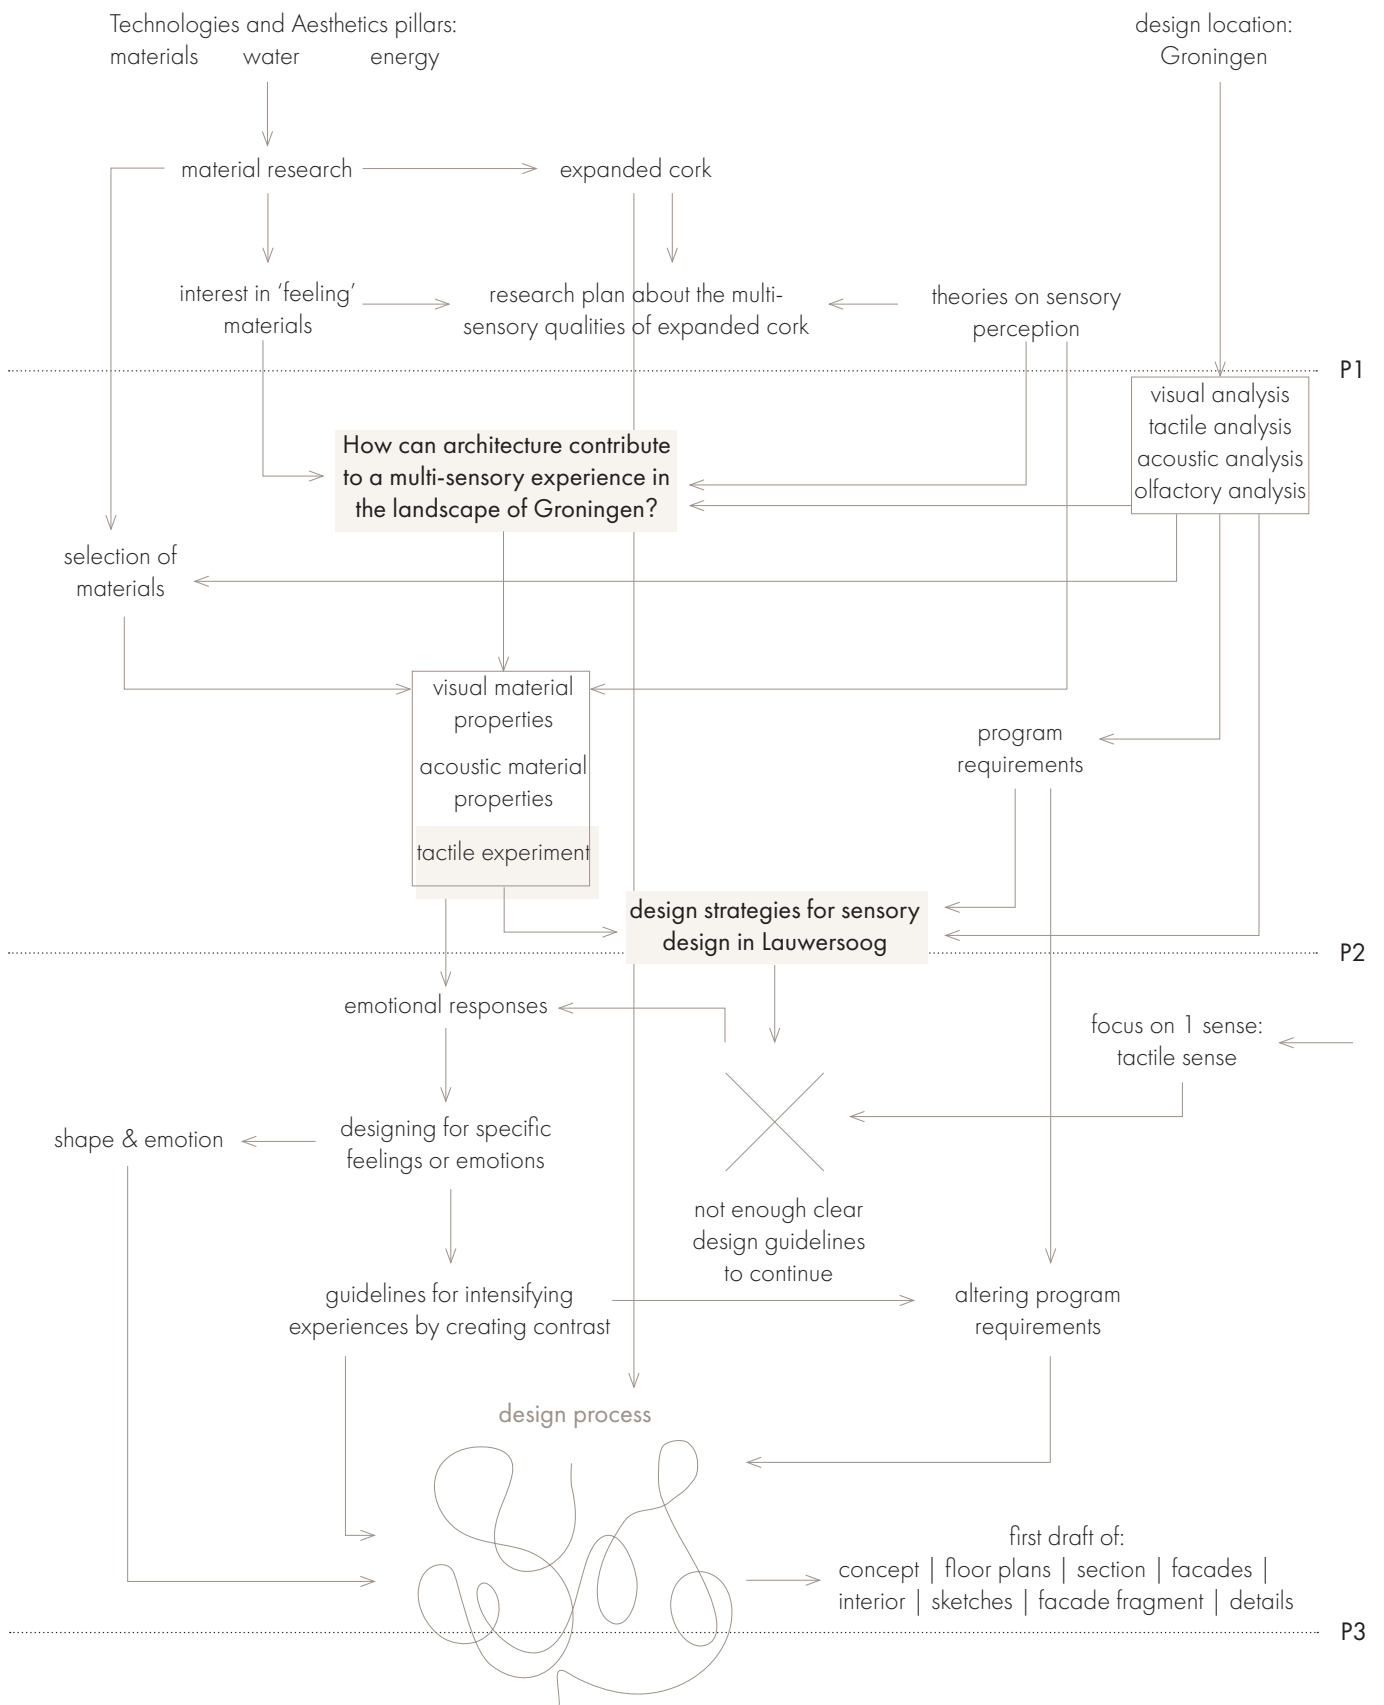 Technologies and Aesthetics pillars:
materials water energy
design location:
Groningen
material research
expanded cork
interest in ‘feeling’
materials
research plan about the multi-
sensory qualities of expanded cork
theories on sensory
perception
P1
visual analysis
tactile analysis
acoustic analysis
olfactory analysis
How can architecture contribute
to a multi-sensory experience in
the landscape of Groningen?
selection of
materials
visual material
properties
acoustic material
properties
tactile experiment
program
requirements
design strategies for sensory
design in Lauwersoog
P2
emotional responses
focus on 1 sense:
tactile sense
shape & emotion
designing for specific
feelings or emotions
not enough clear
design guidelines
to continue
guidelines for intensifying
experiences by creating contrast
altering program
requirements
design process
first draft of:
concept | floor plans | section | facades |
interior | sketches | facade fragment | details
P3